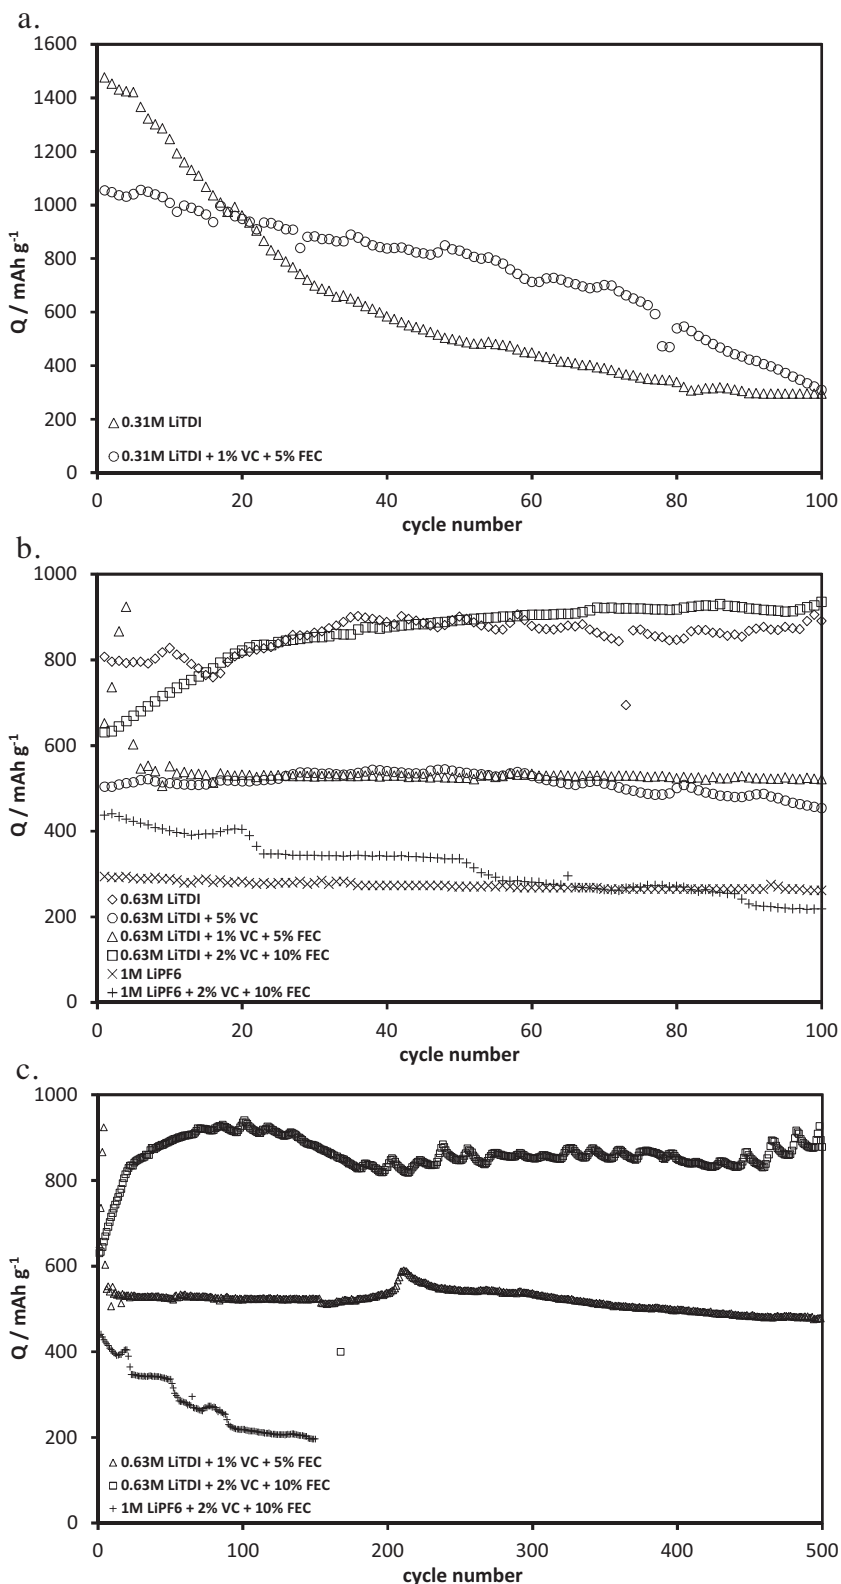 a.
1600
1400
1200
1000
800
600
400
200
0
Q / mAh g-1
0.31M LiTDI
0.31M LiTDI + 1% VC + 5% FEC
0 20 40 60 80 100
cycle number
b.
1000
800
600
400
200
0
Q / mAh g-1
0.63M LiTDI
0.63M LiTDI + 5% VC
0.63M LiTDI + 1% VC + 5% FEC
0.63M LiTDI + 2% VC + 10% FEC
1M LiPF6
1M LiPF6 + 2% VC + 10% FEC
0 20 40 60 80 100
cycle number
c.
1000
800
600
400
200
0
Q / mAh g-1
0.63M LiTDI + 1% VC + 5% FEC
0.63M LiTDI + 2% VC + 10% FEC
1M LiPF6 + 2% VC + 10% FEC
0 100 200 300 400 500
cycle number